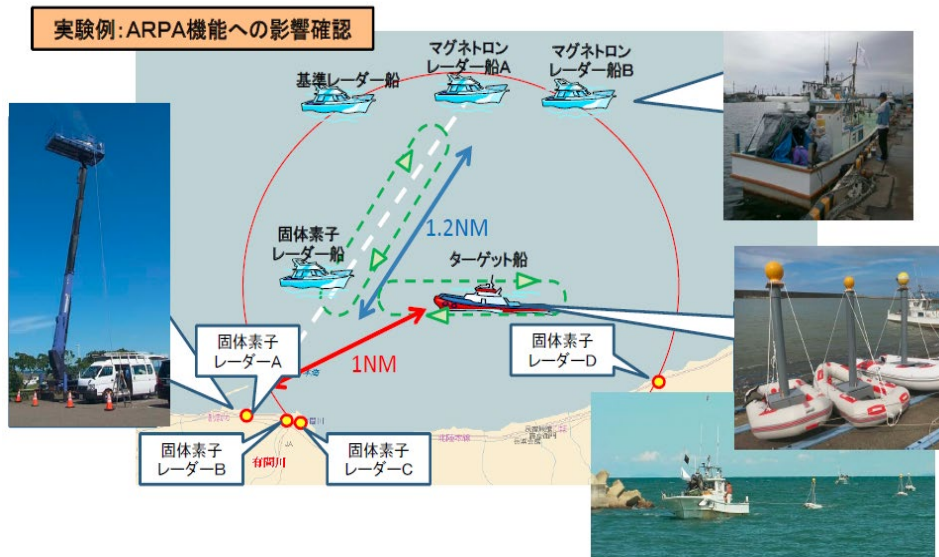 実験例:ARPA機能への影響確認
基準レーダー船
マグネトロン
レーダー船A
マグネトロン
レーダー船B
固体素子
レーダー船
1.2NM
ターゲット船
1NM
固体素子
レーダーA
固体素子
レーダーD
固体素子
レーダーB
固体素子
レーダーC
有間川
JA